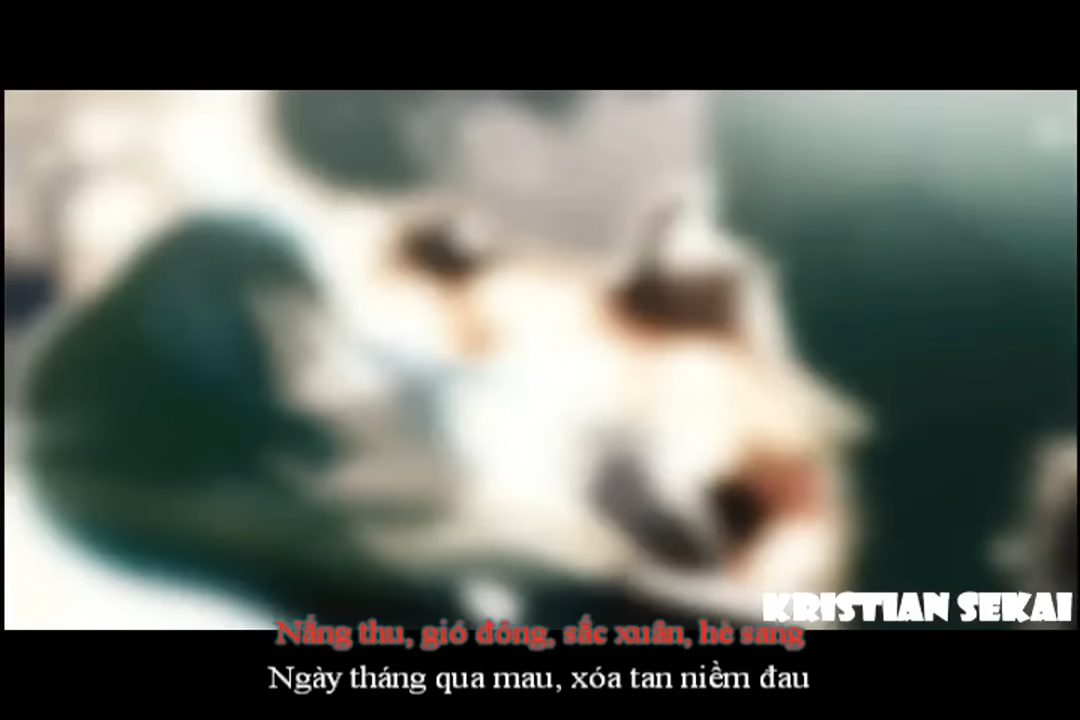 KRISTIAN SEKAI
Nắng thu, gió đông, sắc xuân, hè sang
Ngày tháng qua mau, xóa tan niềm đau